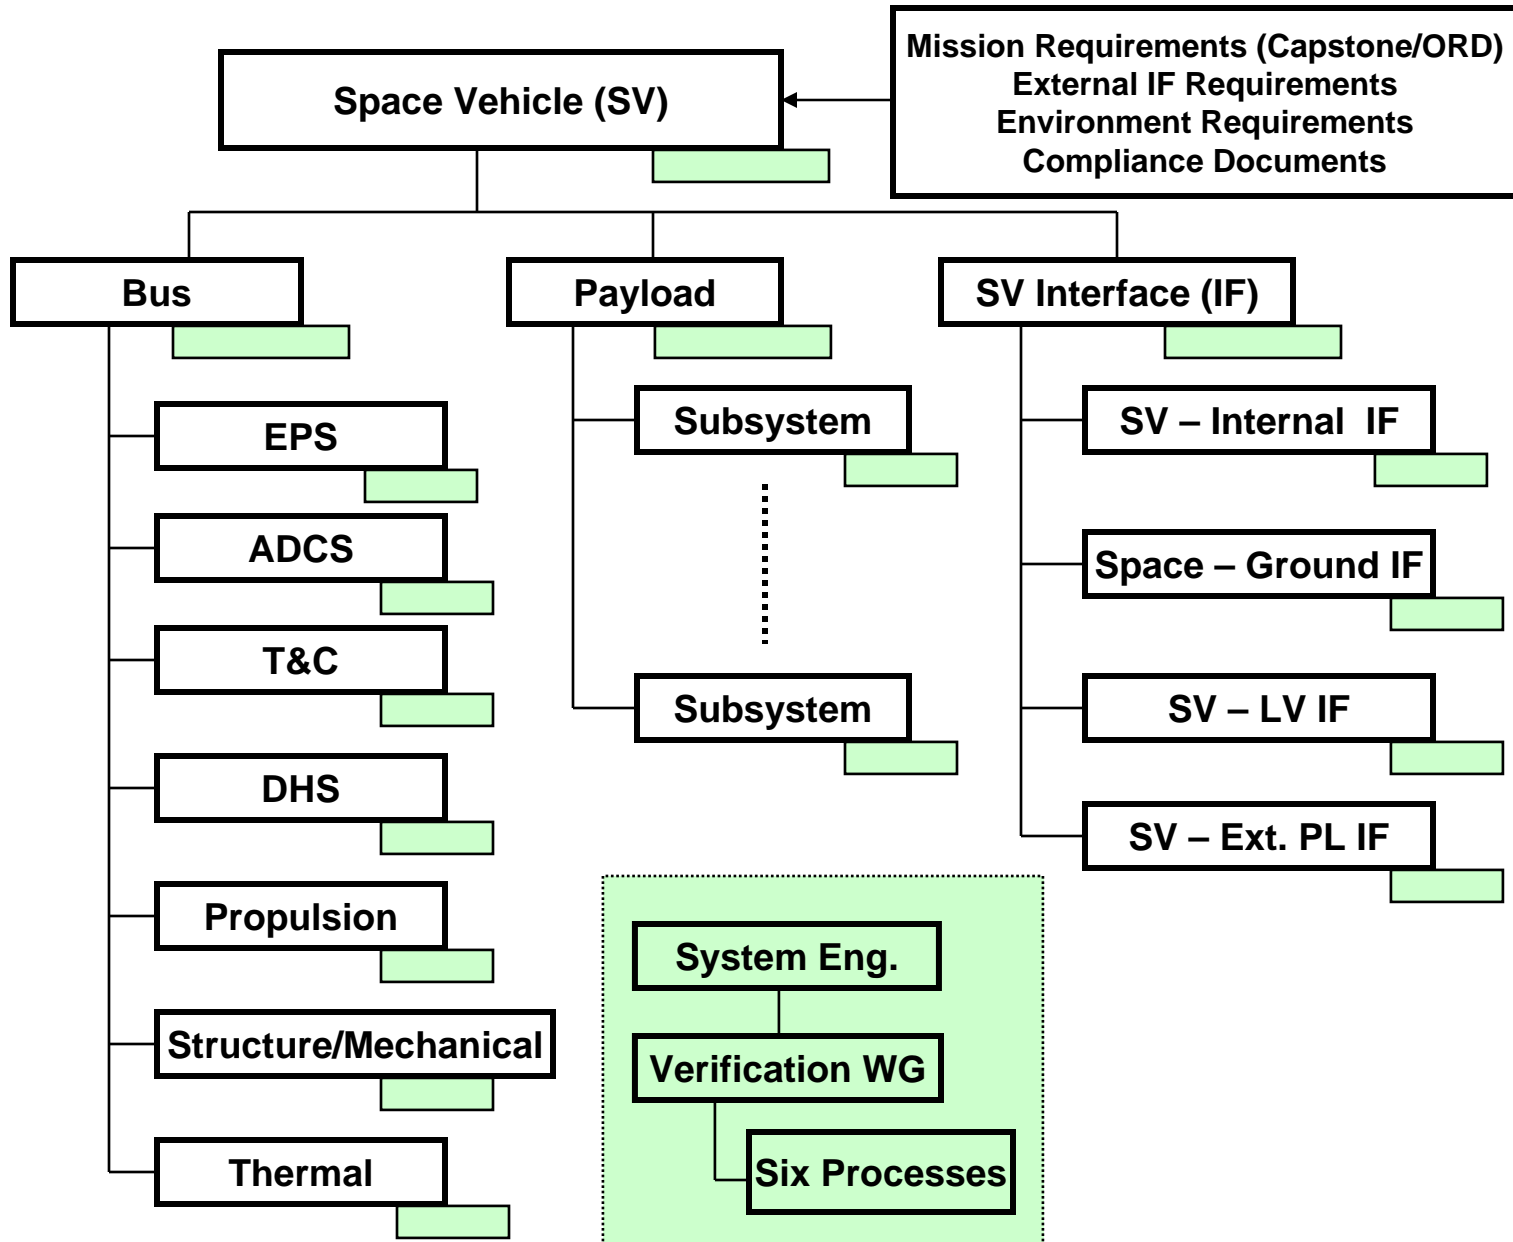 Mission Requirements (Capstone/ORD)
External IF Requirements
Environment Requirements
Compliance Documents
Space Vehicle (SV)
Bus
Payload
SV Interface (IF)
EPS
ADCS
T&C
DHS
Propulsion
Structure/Mechanical
Thermal
Subsystem
Subsystem
SV – Internal IF
Space – Ground IF
SV – LV IF
SV – Ext. PL IF
System Eng.
Verification WG
Six Processes